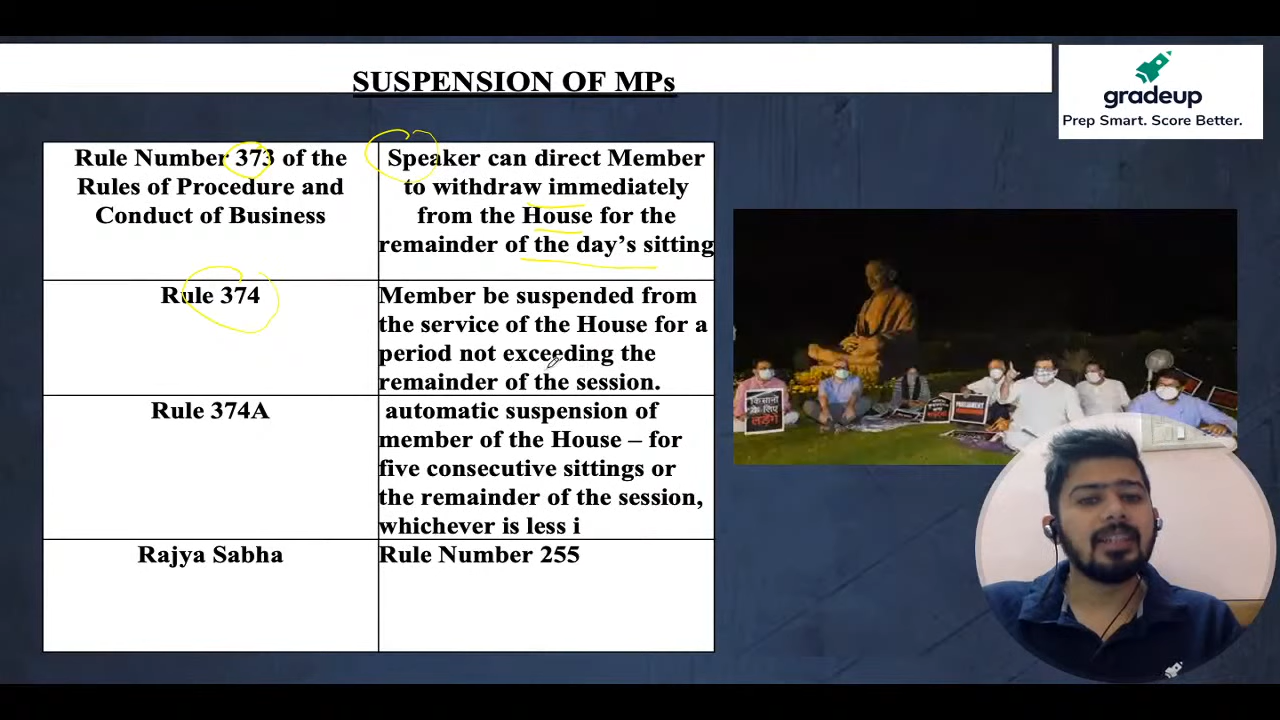 SUSPENSION OF MPs
gradeup
Prep Smart. Score Better.
Rule Number 373 of the
Rules of Procedure and
Conduct of Business
Speaker can direct Member
to withdraw immediately
from the House for the
remainder of the day's sitting
Rule 374
Member be suspended from
the service of the House for a
period not exceeding the
remainder of the session.
Rule 374A
automatic suspension of
member of the House – for
five consecutive sittings or
the remainder of the session,
whichever is less i
Rajya Sabha
Rule Number 255
किसानों
के लिए
लड़ेंगे
PARLIAMENT